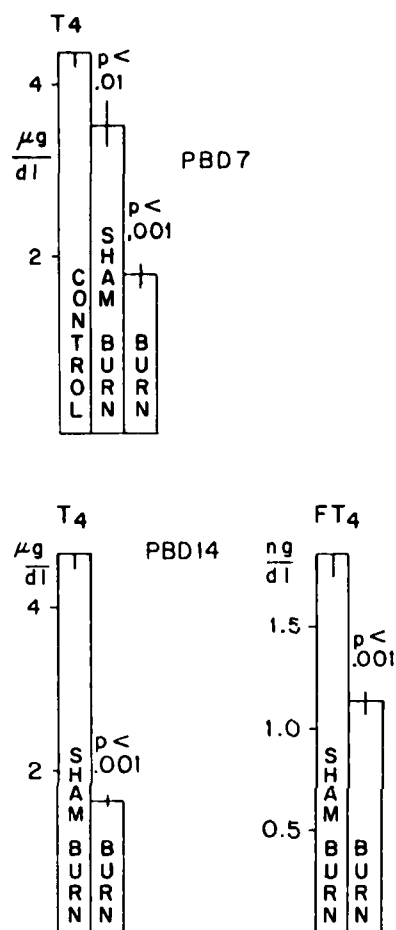 T4
p<
.01
4
μg
dl
PBD7
p<
.001
2
CONTROL
SHAM BURN
BURN
T4
μg
dl
PBD14
4
p<
.001
2
SHAM BURN
BURN
FT4
ng
dl
1.5
p<
.001
1.0
0.5
SHAM BURN
BURN